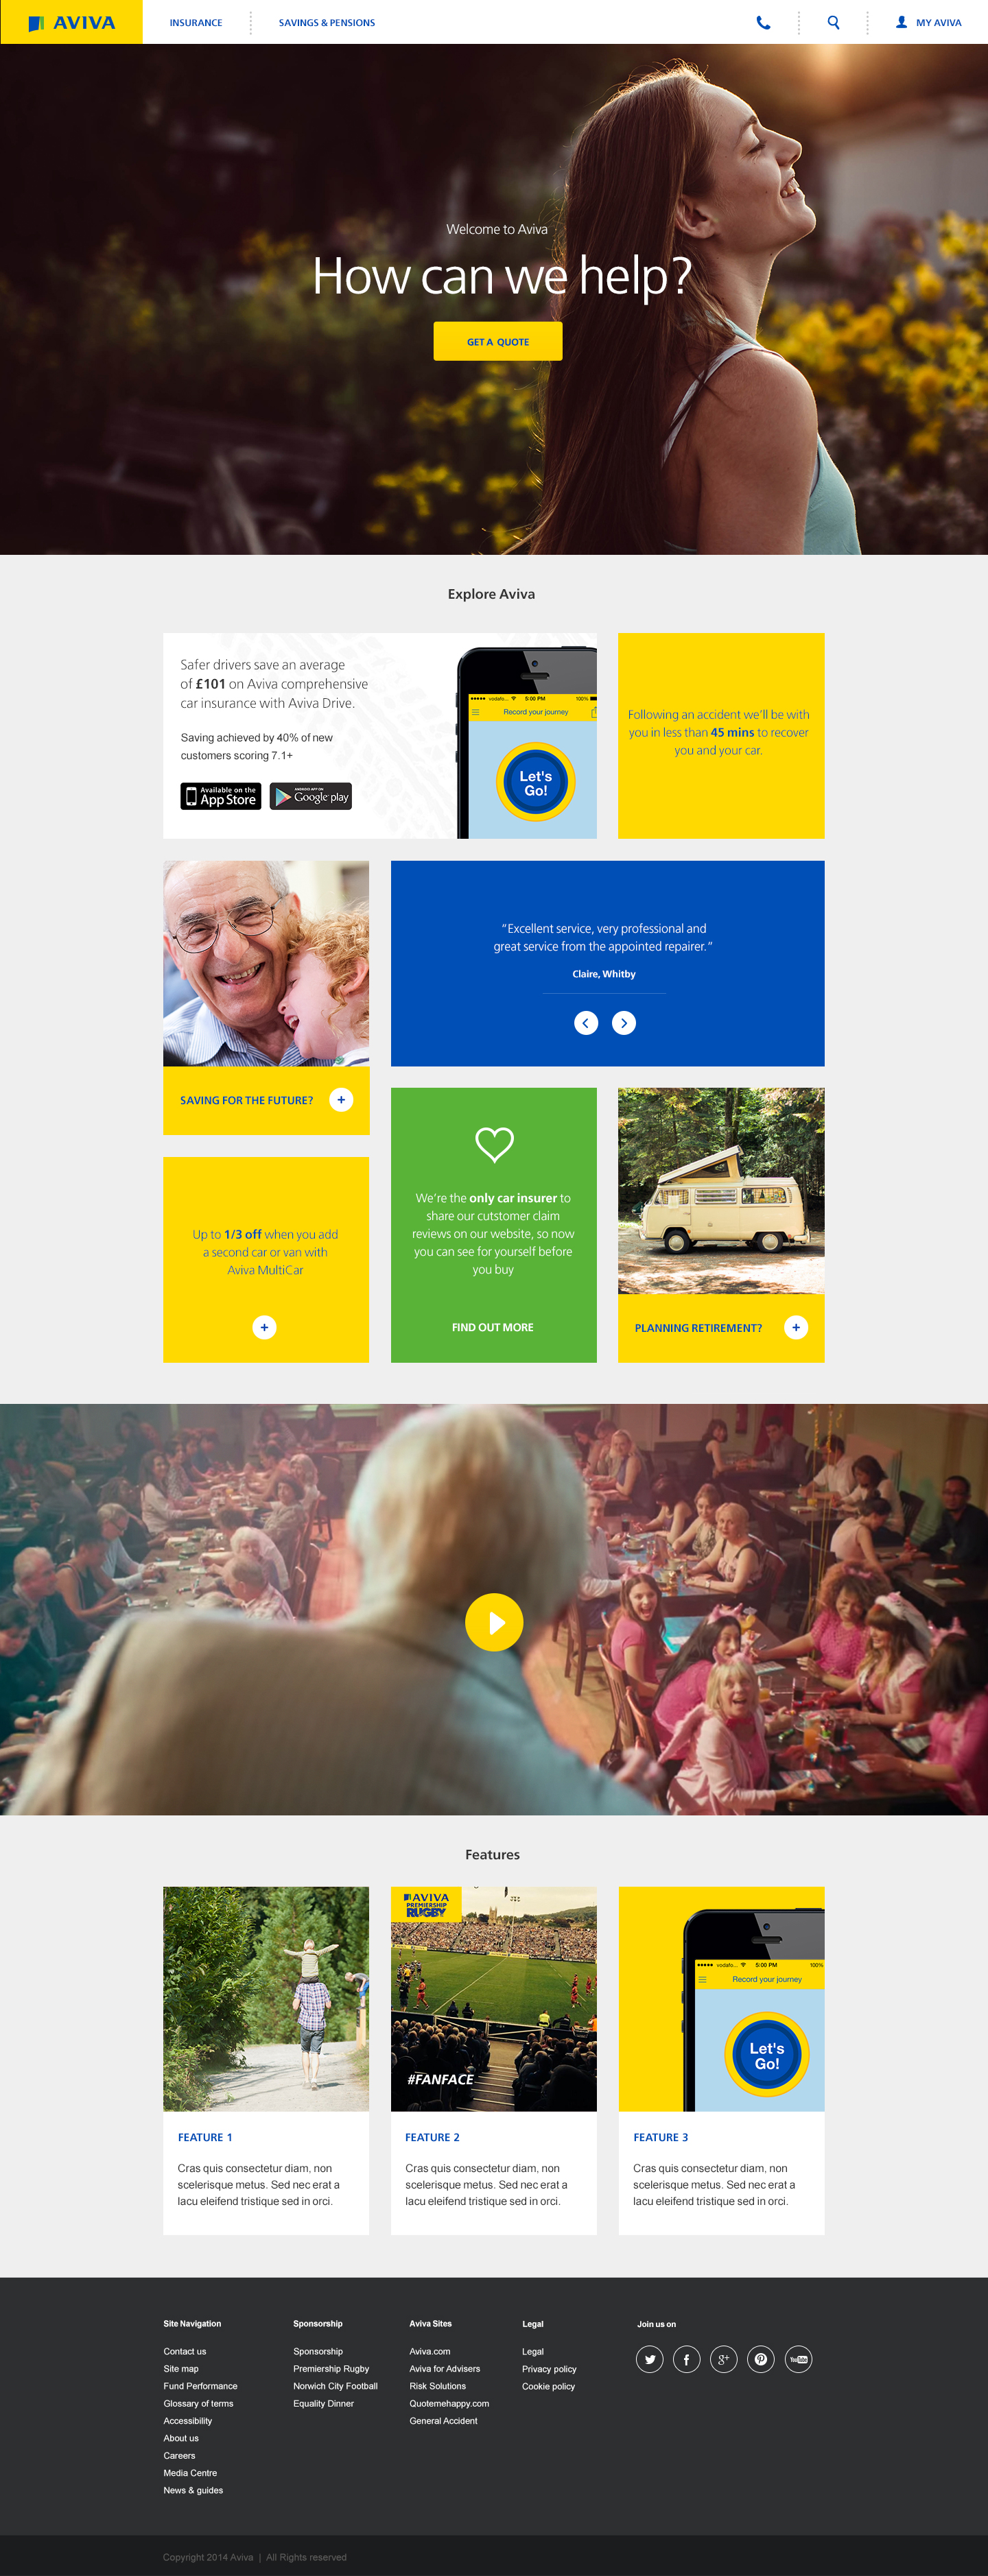 AVIVA
INSURANCE
SAVINGS & PENSIONS
MY AVIVA
Welcome to Aviva
How can we help?
GET A QUOTE
Explore Aviva
Safer drivers save an average
of £101 on Aviva comprehensive
car insurance with Aviva Drive.
Saving achieved by 40% of new
customers scoring 7.1+
Available on the
App Store
ANDROID APP ON
Google play
vodafo... 5:00 PM 100%
Record your journey
Let's
Go!
Following an accident we'll be with
you in less than 45 mins to recover
you and your car.
"Excellent service, very professional and
great service from the appointed repairer."
Claire, Whitby
SAVING FOR THE FUTURE?
+
Up to 1/3 off when you add
a second car or van with
Aviva MultiCar
+
We're the only car insurer to
share our cutstomer claim
reviews on our website, so now
you can see for yourself before
you buy
FIND OUT MORE
PLANNING RETIREMENT?
+
Features
AVIVA
PREMIERSHIP
RUGBY
#FANFACE
vodafo... 5:00 PM 100%
Record your journey
Let's
Go!
FEATURE 1
Cras quis consectetur diam, non
scelerisque metus. Sed nec erat a
lacu eleifend tristique sed in orci.
FEATURE 2
Cras quis consectetur diam, non
scelerisque metus. Sed nec erat a
lacu eleifend tristique sed in orci.
FEATURE 3
Cras quis consectetur diam, non
scelerisque metus. Sed nec erat a
lacu eleifend tristique sed in orci.
Site Navigation
Contact us
Site map
Fund Performance
Glossary of terms
Accessibility
About us
Careers
Media Centre
News & guides
Sponsorship
Sponsorship
Premiership Rugby
Norwich City Football
Equality Dinner
Aviva Sites
Aviva.com
Aviva for Advisers
Risk Solutions
Quotemehappy.com
General Accident
Legal
Legal
Privacy policy
Cookie policy
Join us on
f
g+
You Tube
Copyright 2014 Aviva | All Rights reserved